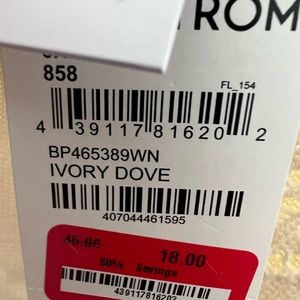 ROM
858
FL_154
4 39117 81620 2
BP465389WN
IVORY DOVE
407044461595
45.00 18.00
60% Savings
439117816202